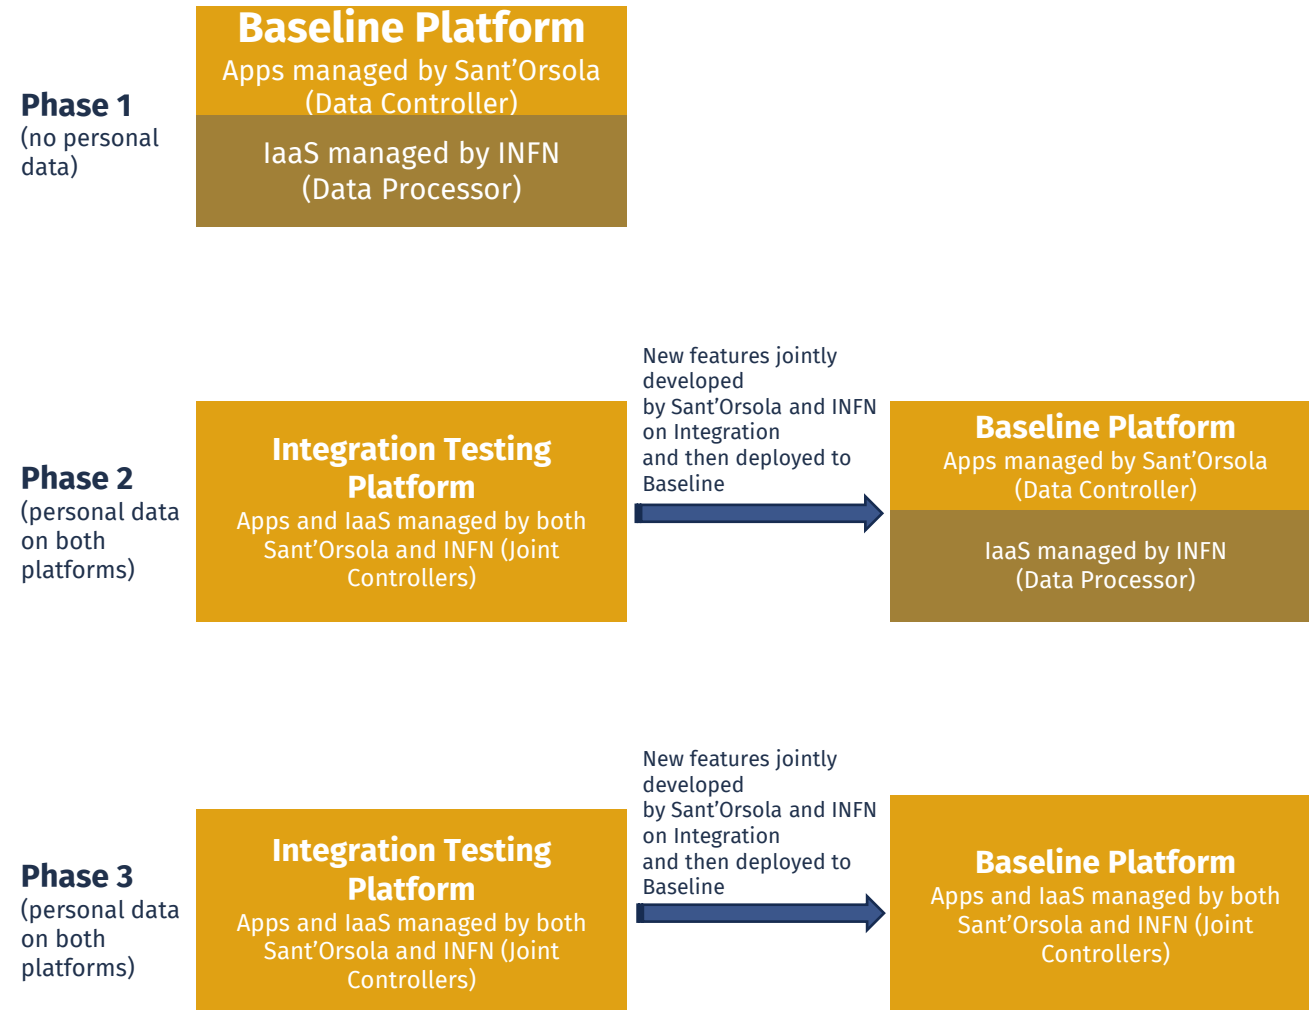 Phase 1
(no personal
data)
Baseline Platform
Apps managed by Sant'Orsola
(Data Controller)
IaaS managed by INFN
(Data Processor)
Phase 2
(personal data
on both
platforms)
Integration Testing
Platform
Apps and IaaS managed by both
Sant'Orsola and INFN (Joint
Controllers)
New features jointly
developed
by Sant'Orsola and INFN
on Integration
and then deployed to
Baseline
Baseline Platform
Apps managed by Sant'Orsola
(Data Controller)
IaaS managed by INFN
(Data Processor)
Phase 3
(personal data
on both
platforms)
Integration Testing
Platform
Apps and IaaS managed by both
Sant'Orsola and INFN (Joint
Controllers)
New features jointly
developed
by Sant'Orsola and INFN
on Integration
and then deployed to
Baseline
Baseline Platform
Apps and IaaS managed by both
Sant'Orsola and INFN (Joint
Controllers)